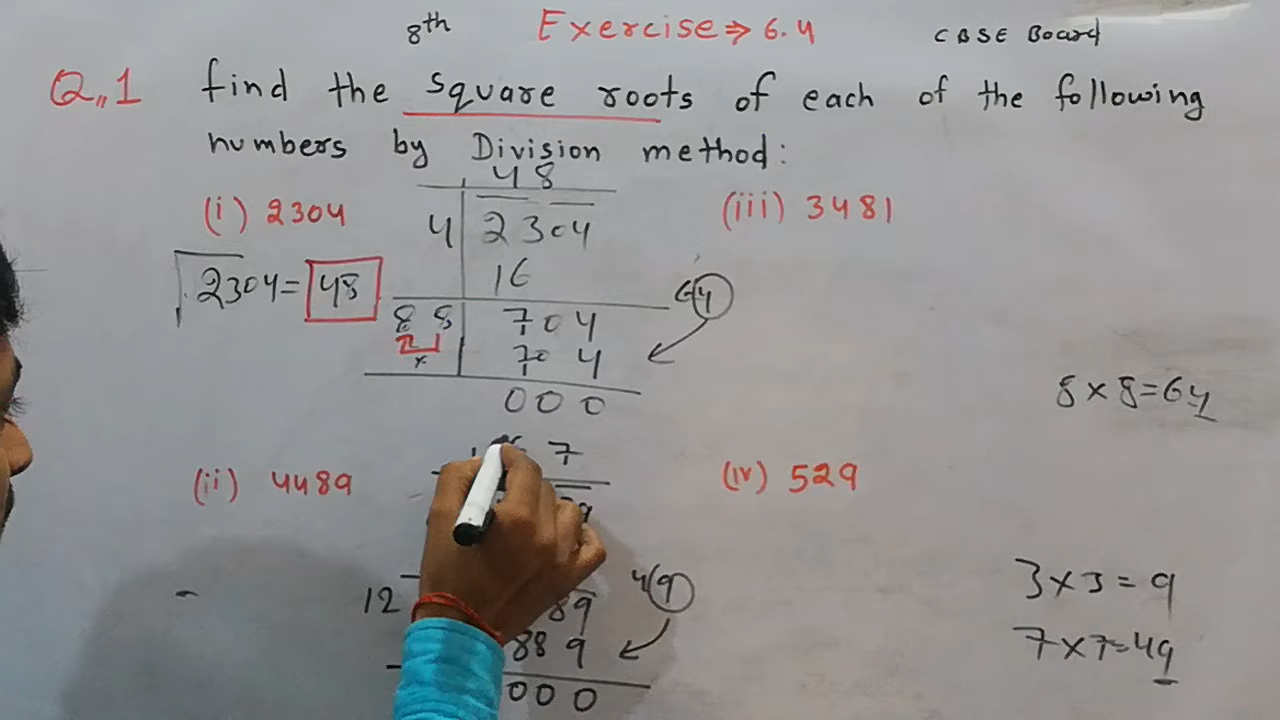 8th Exercise⇒6.4 CBSE Board
Q.1 find the square roots of each of the following
numbers by Division method:
48
(i) 2304
4 2304
(iii) 3481
√2304=48
16
64
88 704
× 704
8×8=64
000
7
(ii) 4489
(iv) 529
3×3=9
12 89
49
889
7×7=49
000